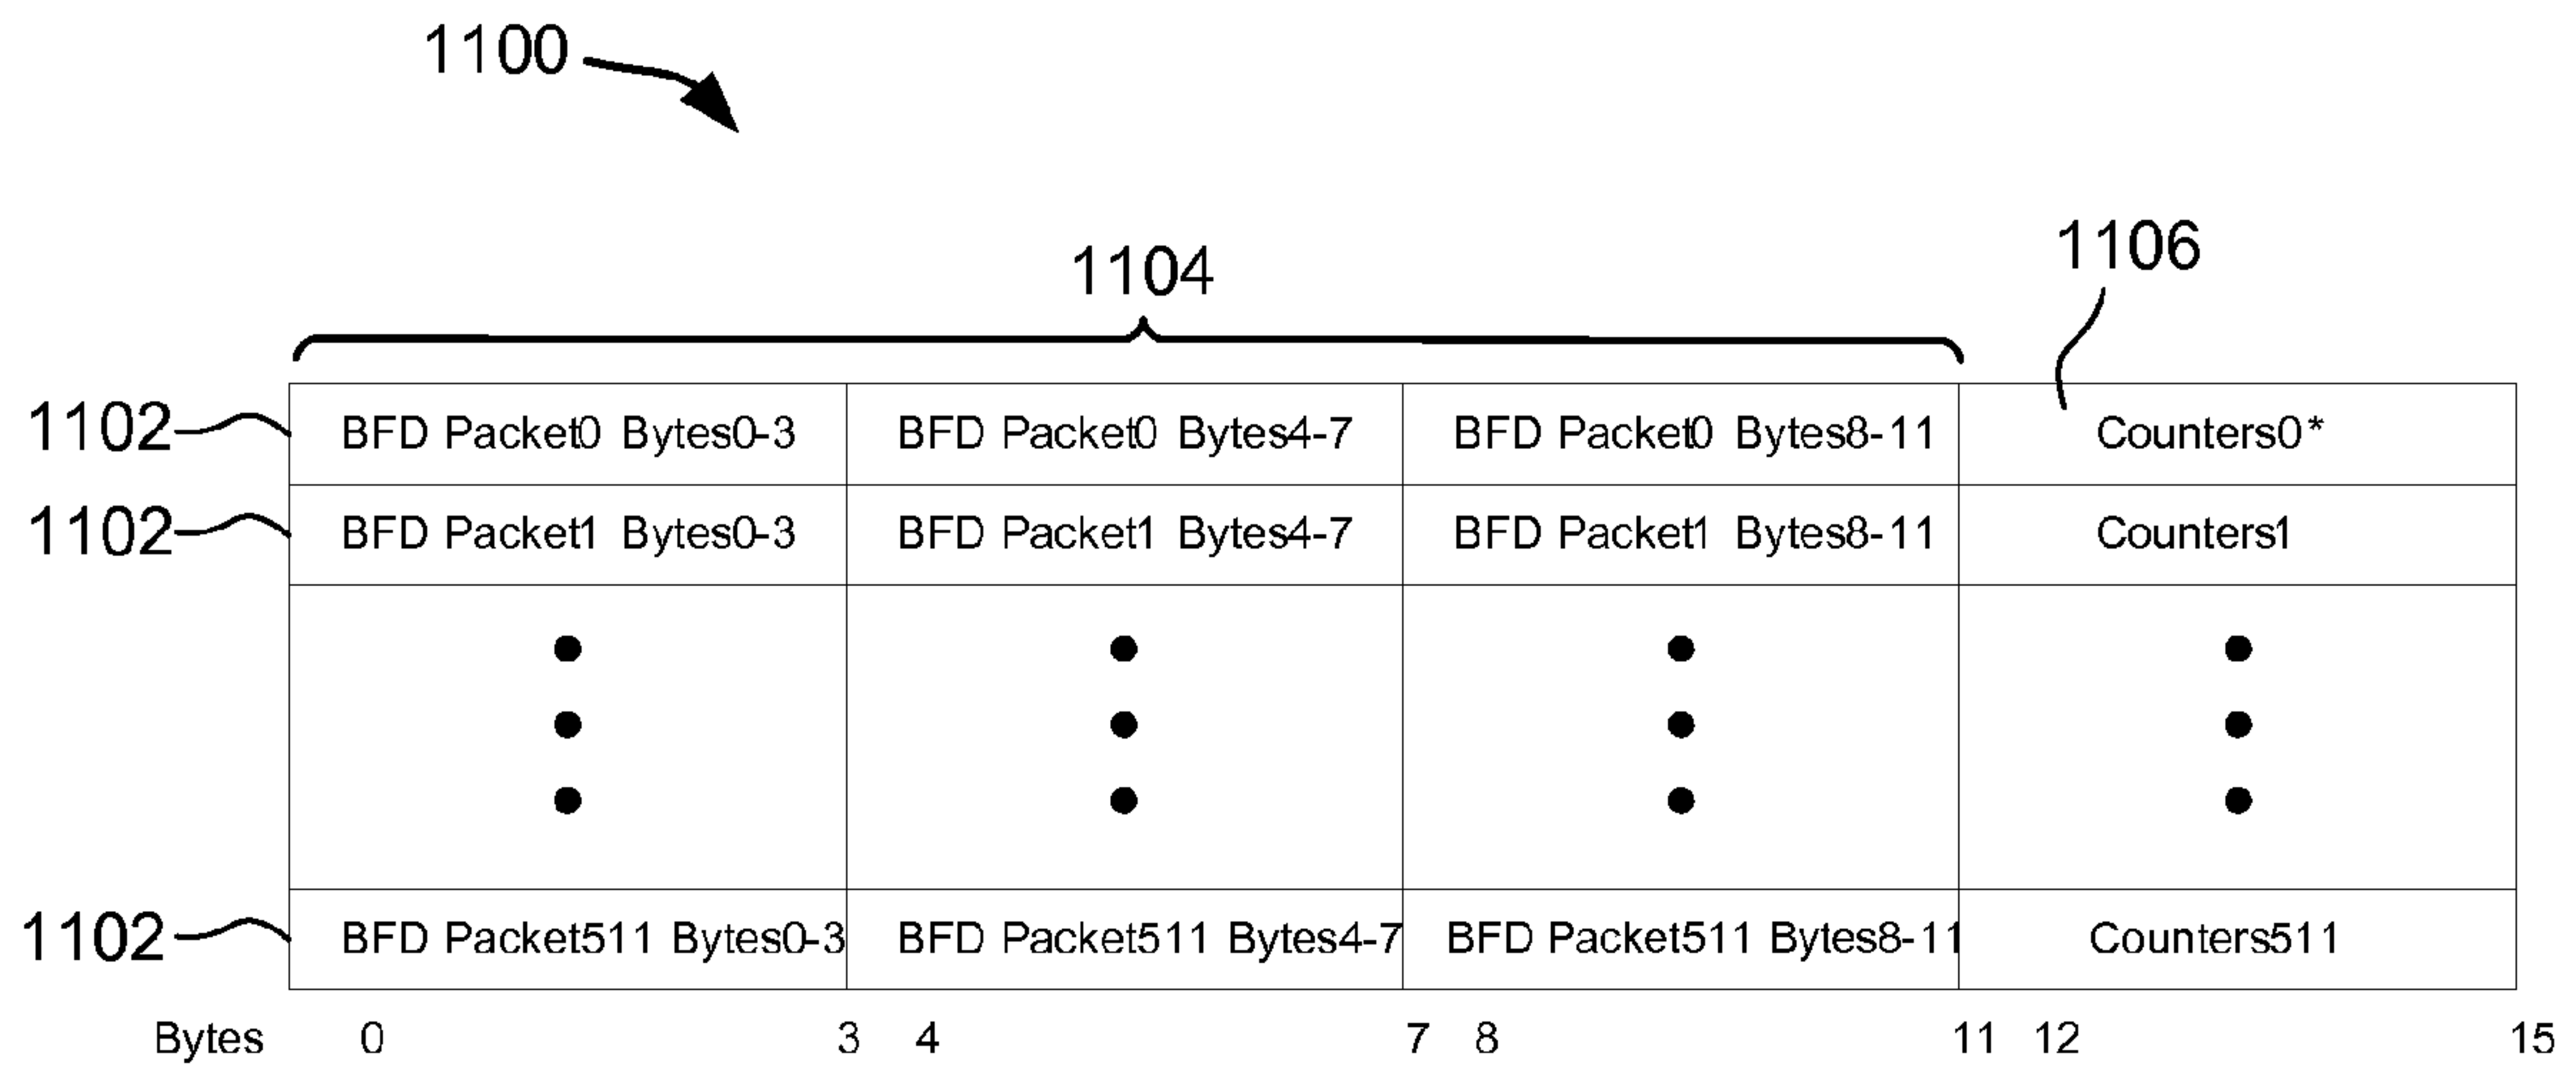 1100
1106
1104
1102 BFD Packet0 Bytes0-3 BFD Packet0 Bytes4-7 BFD Packet0 Bytes8-11 Counters0*
1102 BFD Packet1 Bytes0-3 BFD Packet1 Bytes4-7 BFD Packet1 Bytes8-11 Counters1
1102 BFD Packet511 Bytes0-3 BFD Packet511 Bytes4-7 BFD Packet511 Bytes8-11 Counters511
Bytes 0 3 4 7 8 11 12 15